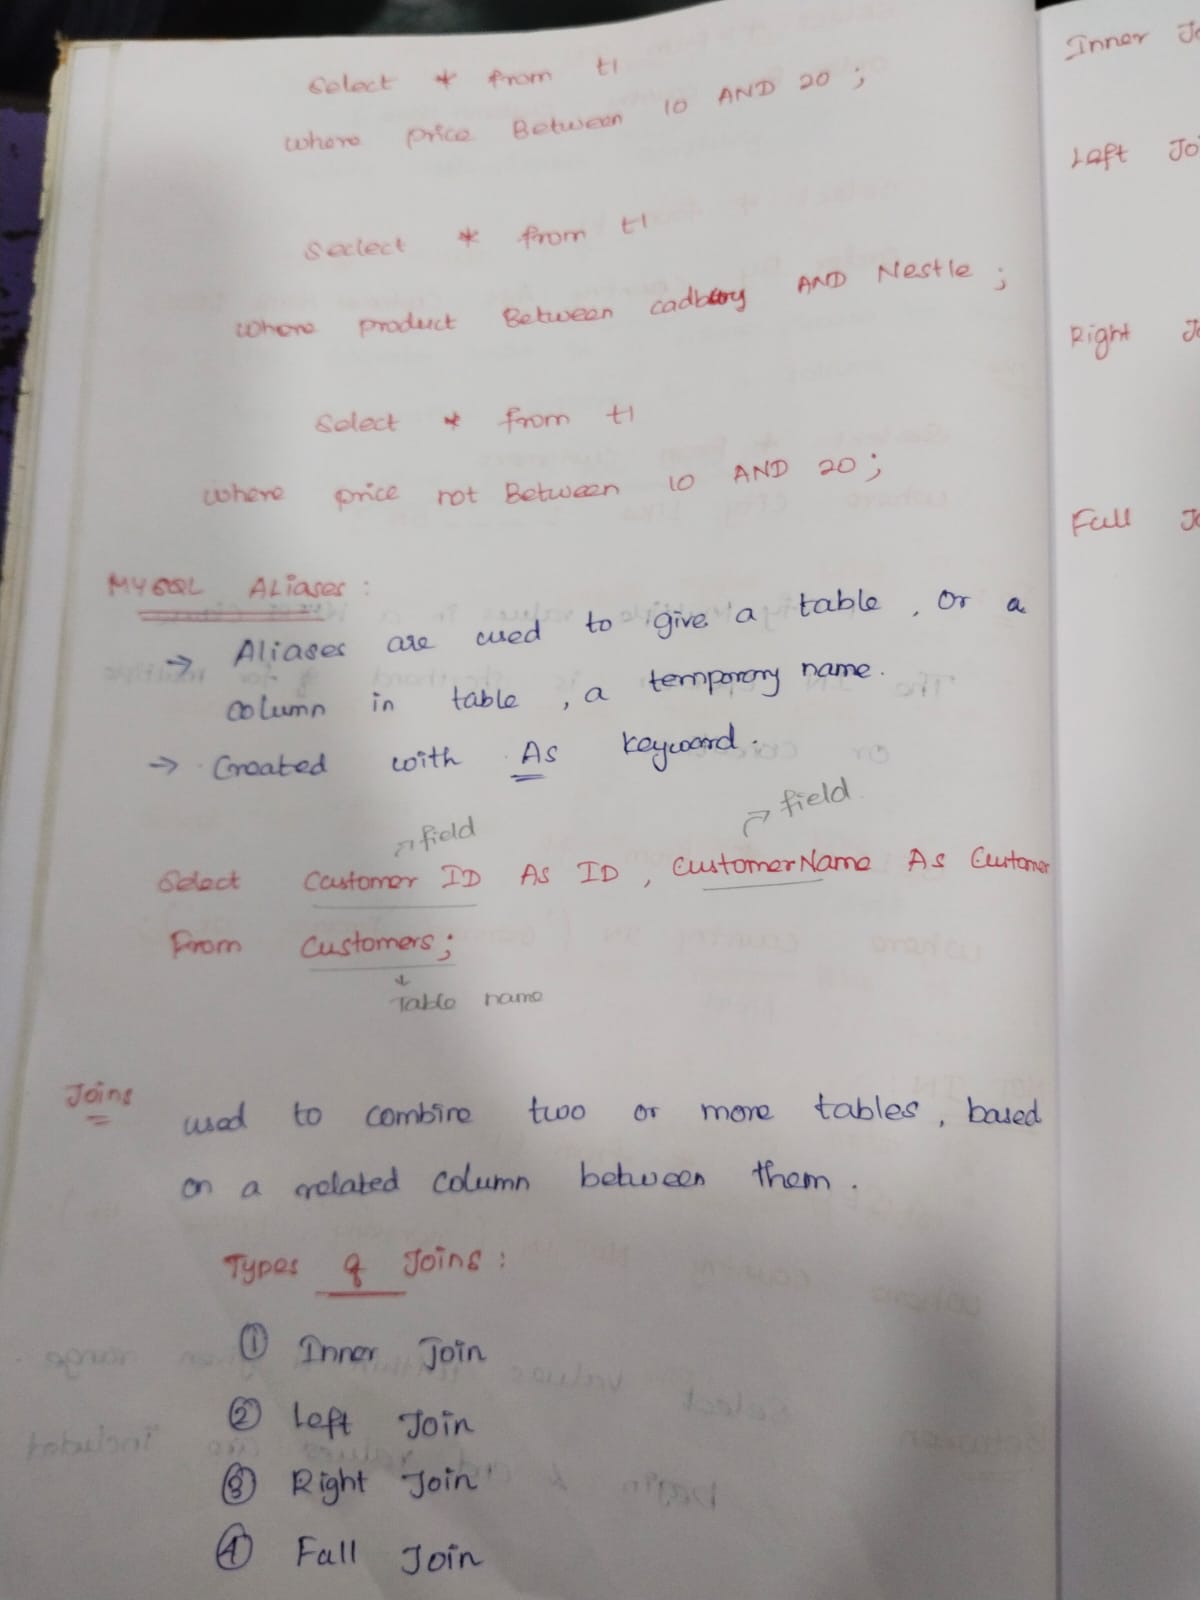 Select * from t1
where price Between 10 AND 20 ;
Seclect * from t1
where product Between cadbury AND Nestle ;
Select * from t1
where price not Between 10 AND 20 ;
MYSQL ALiases :
→ Aliases are used to give a table , or a
column in table , a temporory name .
→ Created with As keyword .
field
field
Select Customer ID As ID , CustomerName As Customer
From Customers ;
Table name
Joins
used to combine two or more tables , based
on a related column between them .
Types of Joins :
① Inner Join
② Left Join
③ Right Join
④ Full Join
Inner Jo
Left Jo
Right Jo
Full Jo